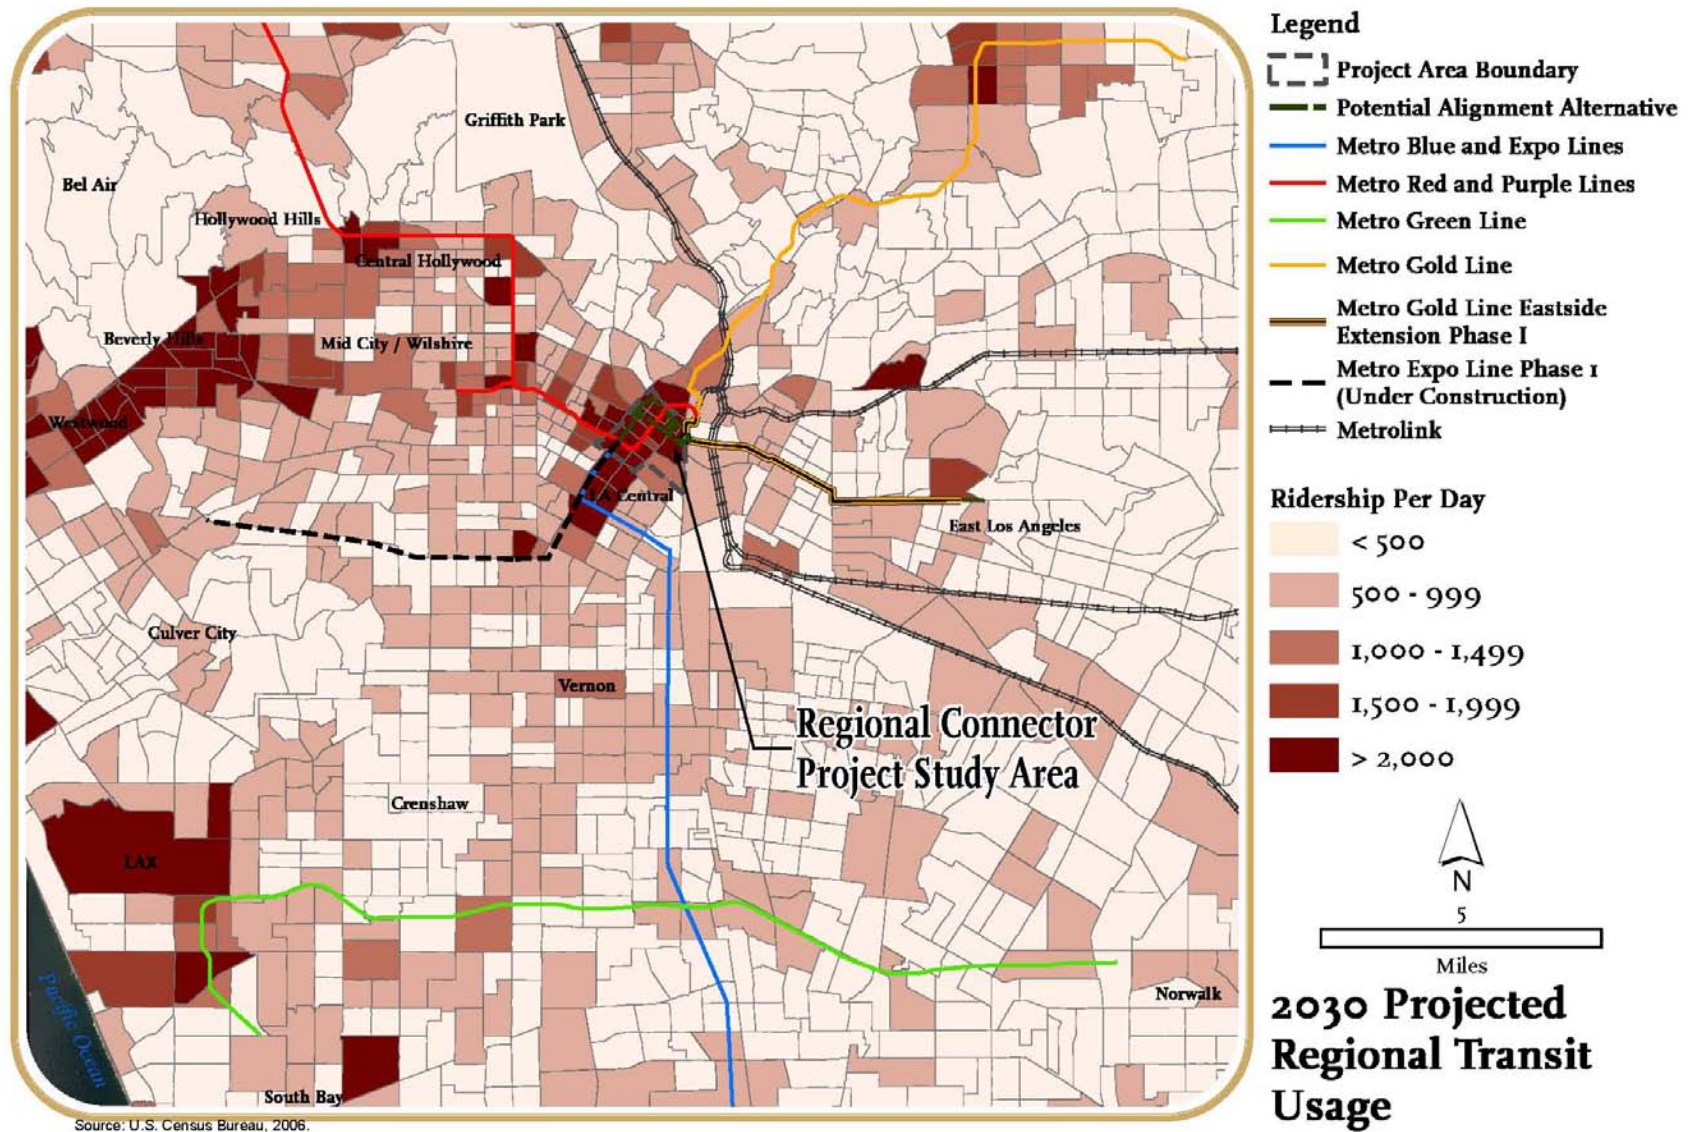 Griffith Park
Bel Air
Hollywood Hills
Central Hollywood
Beverly Hills
Mid City / Wilshire
Westwood
LA Central
East Los Angeles
Culver City
Vernon
Regional Connector
Project Study Area
Crenshaw
LAX
Pacific Ocean
Norwalk
South Bay
Source: U.S. Census Bureau, 2006.
Legend
Project Area Boundary
Potential Alignment Alternative
Metro Blue and Expo Lines
Metro Red and Purple Lines
Metro Green Line
Metro Gold Line
Metro Gold Line Eastside
Extension Phase I
Metro Expo Line Phase 1
(Under Construction)
Metrolink
Ridership Per Day
< 500
500 - 999
1,000 - 1,499
1,500 - 1,999
> 2,000
N
5
Miles
2030 Projected
Regional Transit
Usage